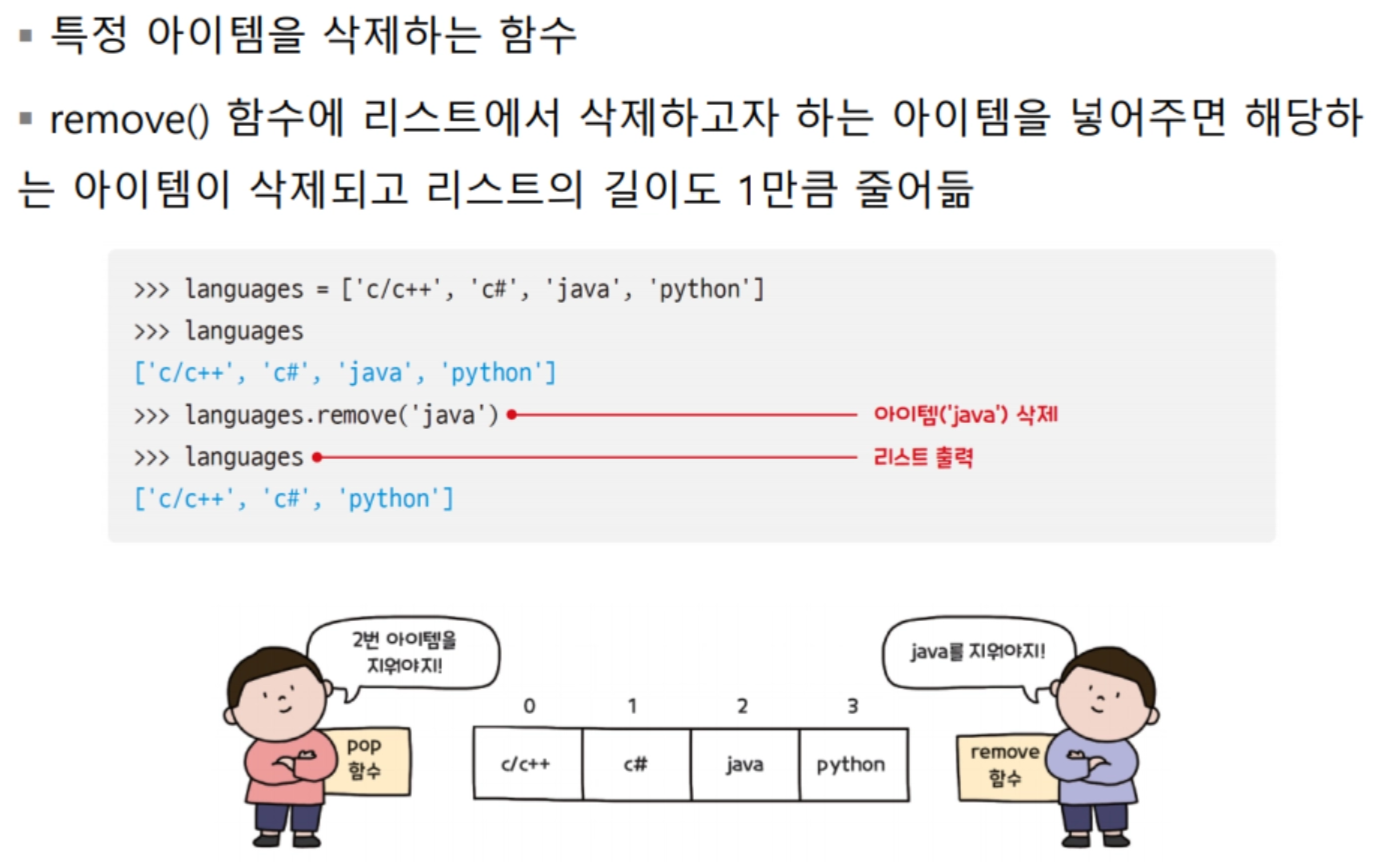 ▪ 특정 아이템을 삭제하는 함수
▪ remove() 함수에 리스트에서 삭제하고자 하는 아이템을 넣어주면 해당하
는 아이템이 삭제되고 리스트의 길이도 1만큼 줄어듦
>>> languages = ['c/c++', 'c#', 'java', 'python']
>>> languages
['c/c++', 'c#', 'java', 'python']
>>> languages.remove('java') 아이템('java') 삭제
>>> languages 리스트 출력
['c/c++', 'c#', 'python']
2번 아이템을
지워야지!
java를 지워야지!
0 1 2 3
pop
함수
c/c++ c# java python
remove
함수